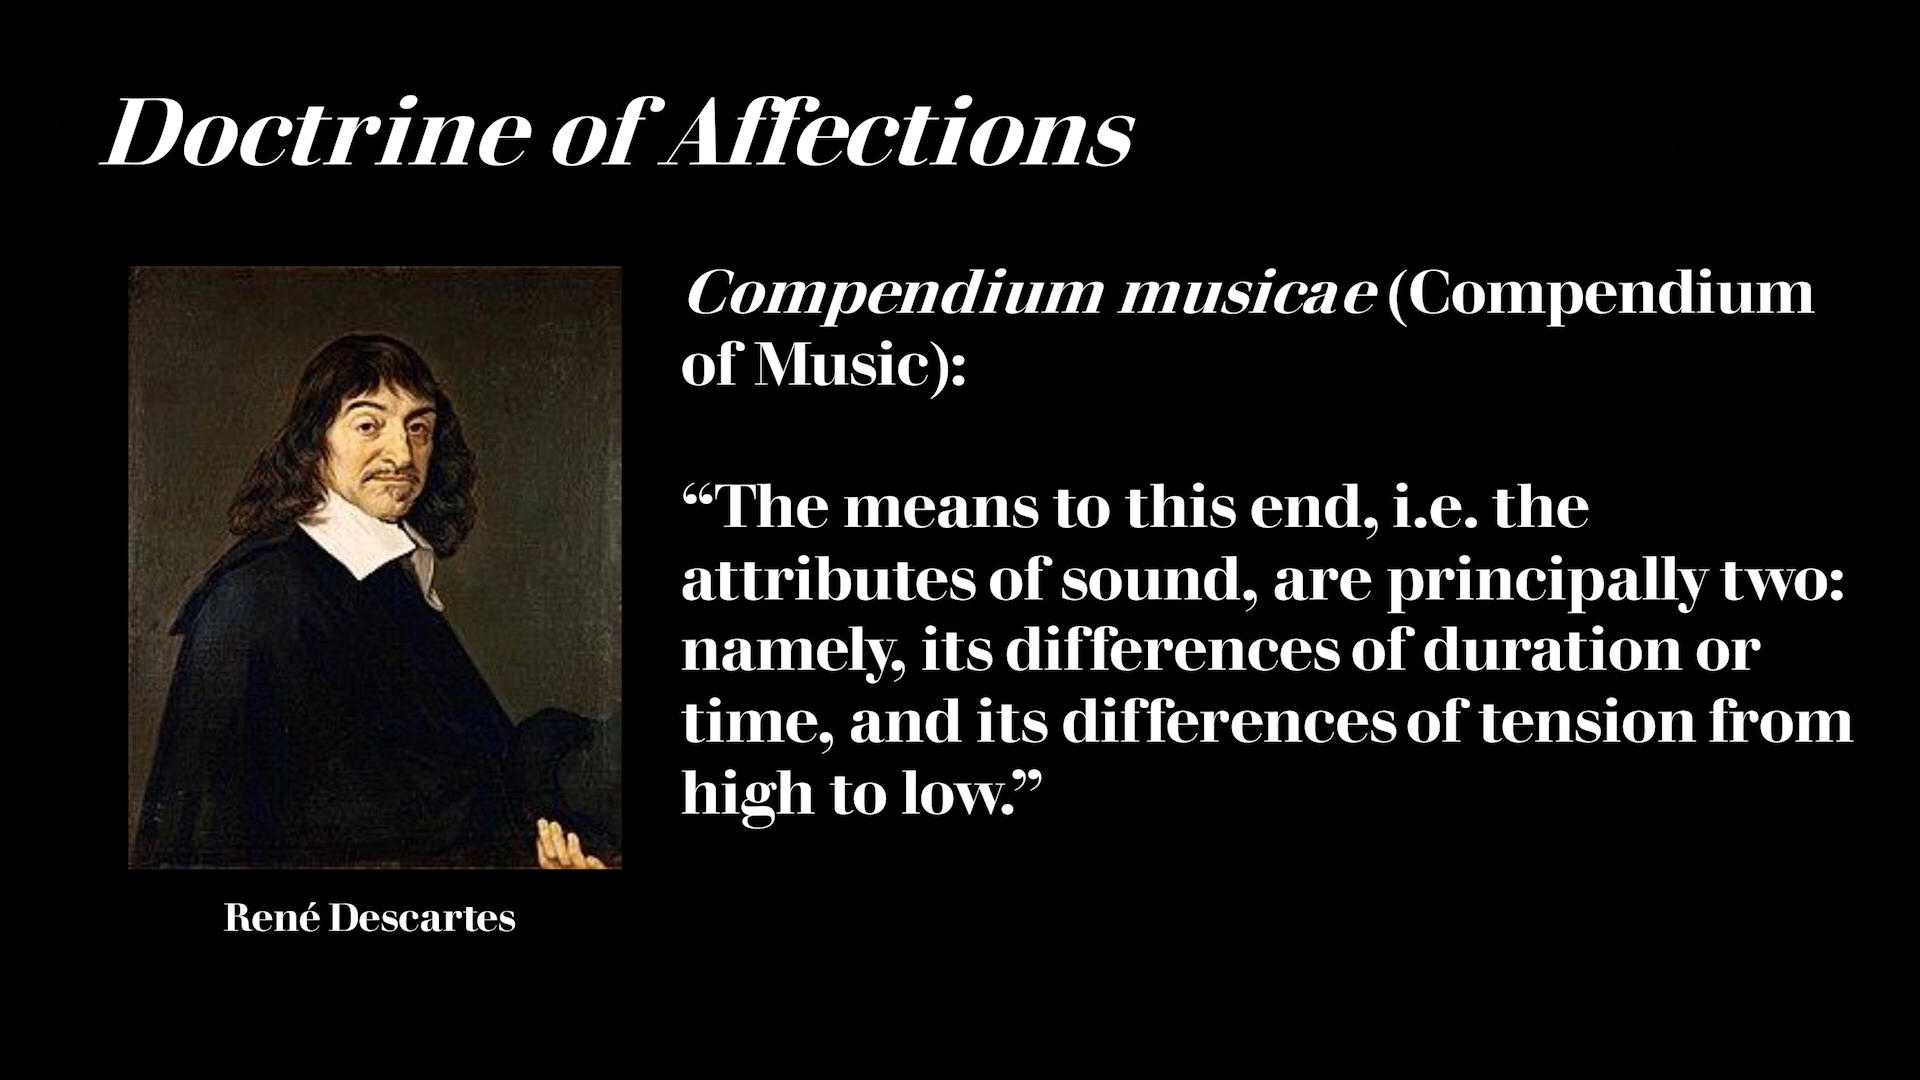 Doctrine of Affections
Compendium musicae (Compendium
of Music):
“The means to this end, i.e. the
attributes of sound, are principally two:
namely, its differences of duration or
time, and its differences of tension from
high to low.”
René Descartes